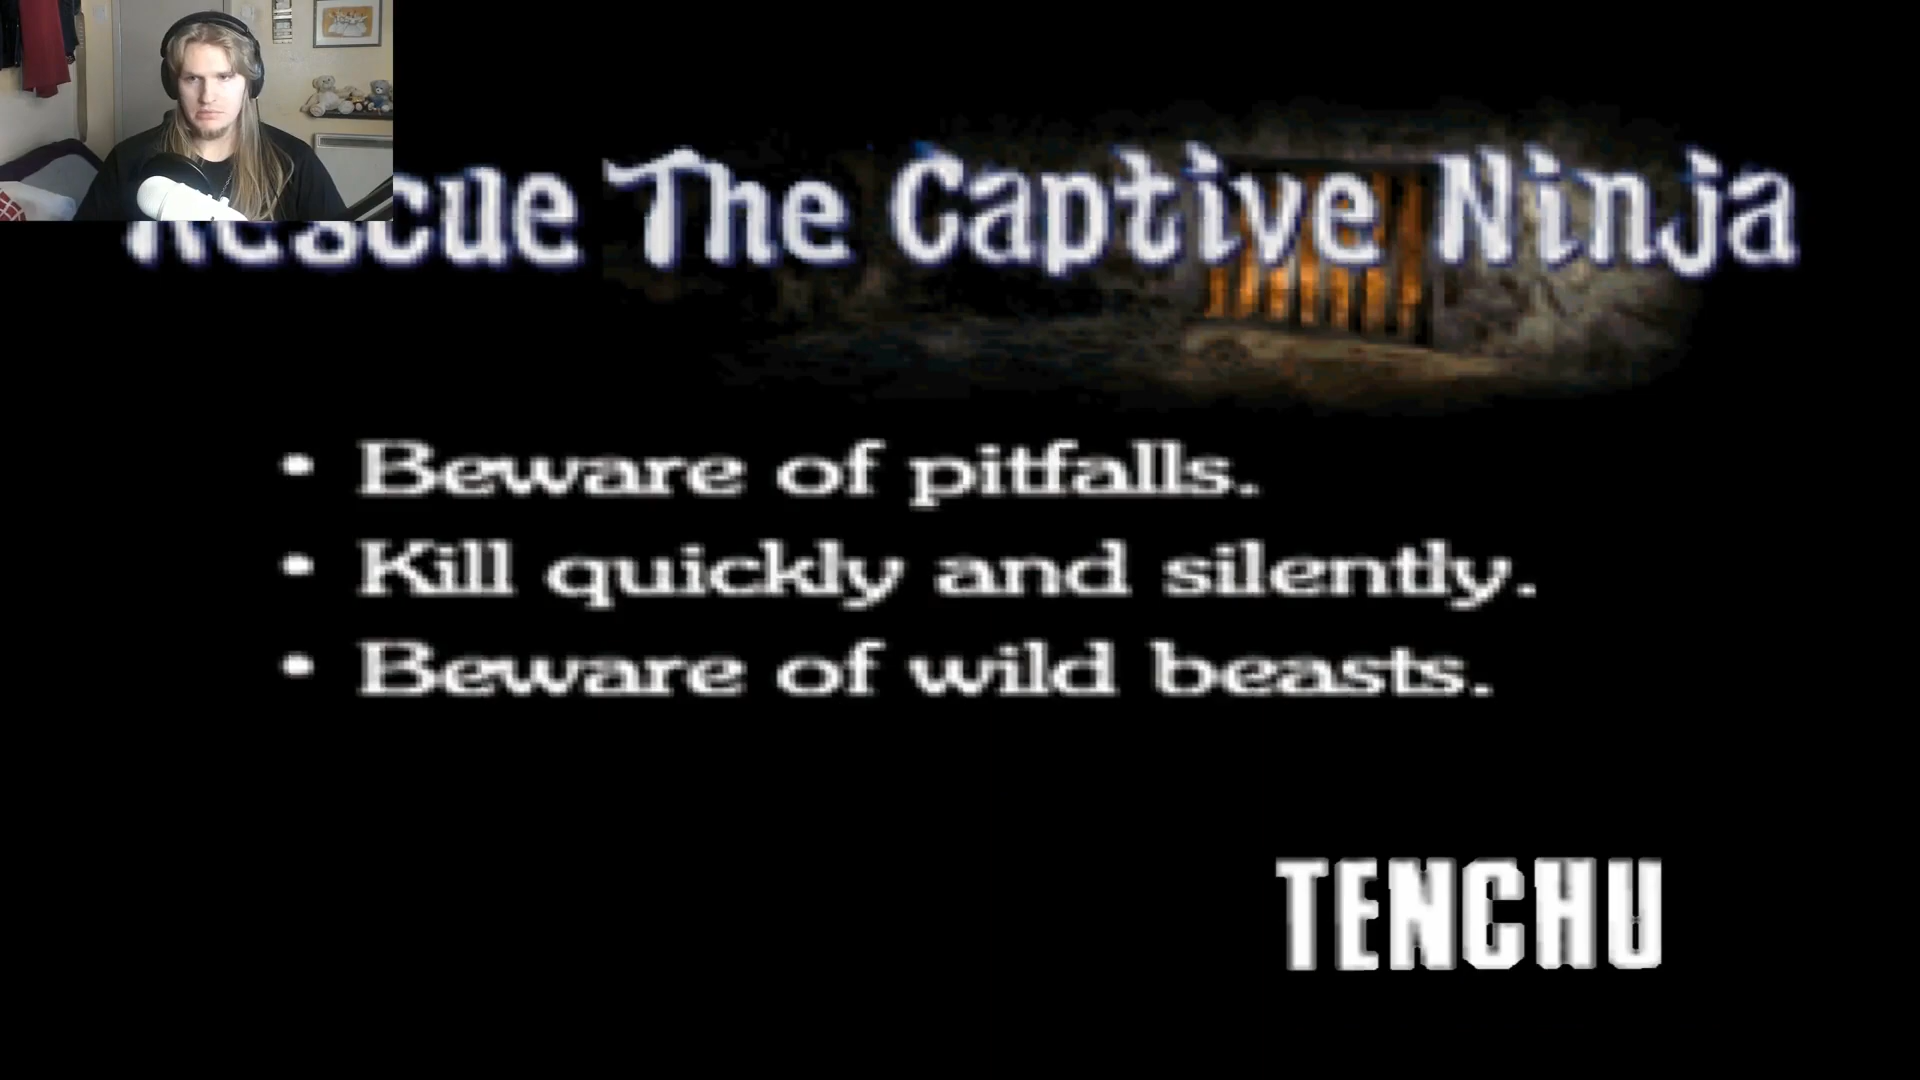 Rescue The Captive Ninja
• Beware of pitfalls.
• Kill quickly and silently.
• Beware of wild beasts.
TENCHU